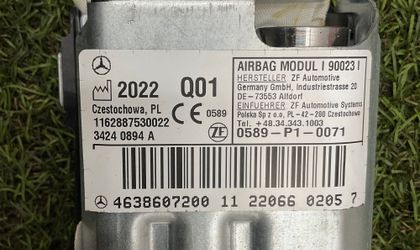 2022 Q01
Czestochowa, PL
1162887530022
3424 0894 A
CE 0589
ZF
AIRBAG MODUL I 90023 I
HERSTELLER ZF Automotive
Germany GmbH, Industriestrasse 20
DE-73553 Alfdorf
EINFUEHRER ZF Automotive Systems
Polska Sp z o.o, PL-42-200 Czestochowa
Tel. +48.34.343.1003
0589-P1-0071
4638607200 11 22066 0205 7